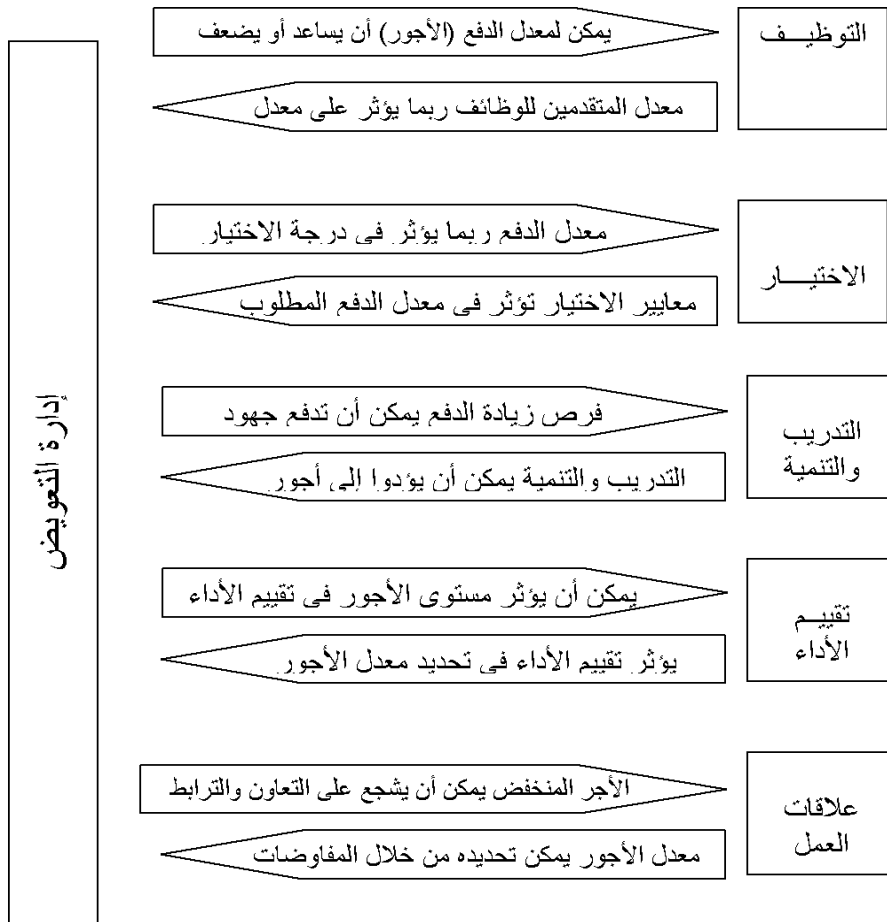 التوظيـــف
يمكن لمعدل الدفع (الأجور) أن يساعد أو يضعف
معدل المتقدمين للوظائف ربما يؤثر على معدل
الاختيـــار
معدل الدفع ربما يؤثر فى درجة الاختيار
معايير الاختيار تؤثر فى معدل الدفع المطلوب
التدريب
والتنمية
فرص زيادة الدفع يمكن أن تدفع جهود
التدريب والتنمية يمكن أن يؤدوا إلى أجور
تقييــم
الأداء
يمكن أن يؤثر مستوى الأجور فى تقييم الأداء
يؤثر تقييم الأداء فى تحديد معدل الأجور
علاقات
العمل
الأجر المنخفض يمكن أن يشجع على التعاون والترابط
معدل الأجور يمكن تحديده من خلال المفاوضات
إدارة التعويض